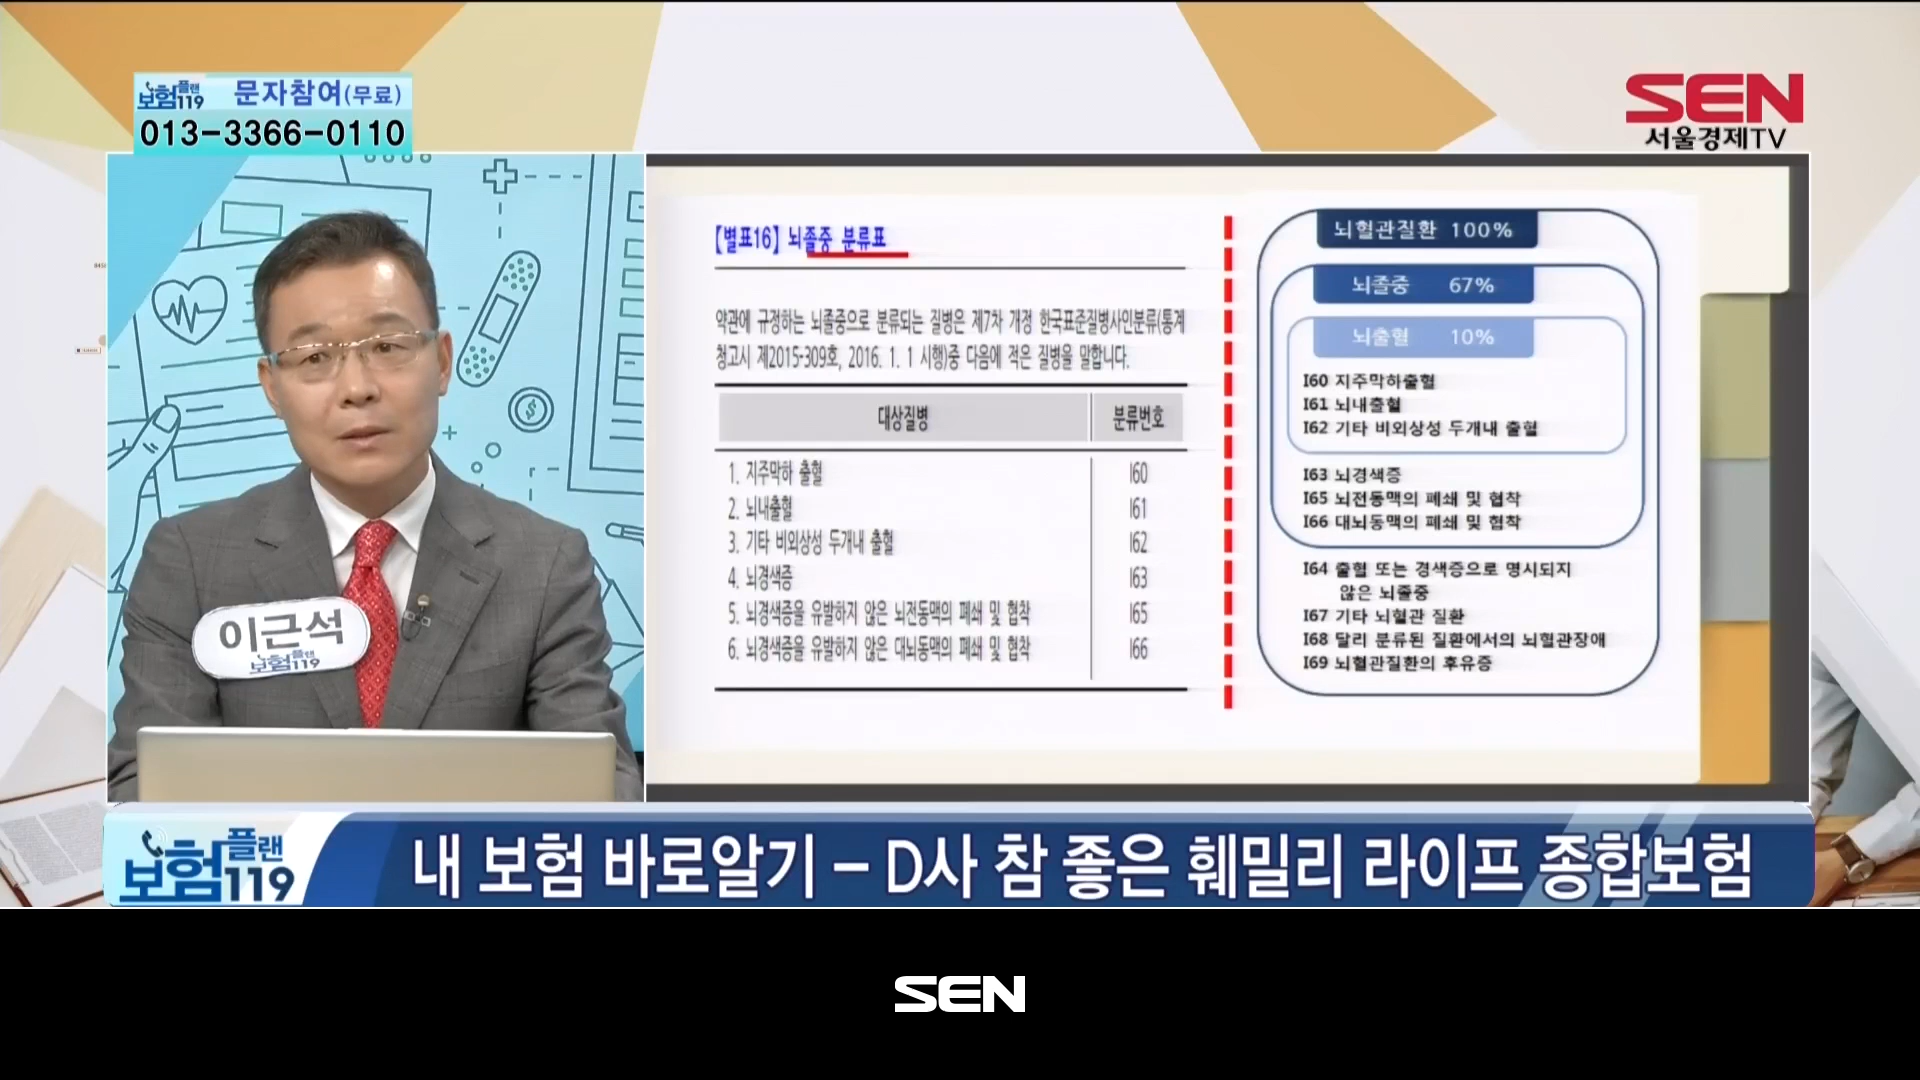 보험플랜119 문자참여(무료)
013-3366-0110
SEN
서울경제TV
이근석
보험플랜119
【별표16】 뇌졸중 분류표
약관에 규정하는 뇌졸중으로 분류되는 질병은 제7차 개정 한국표준질병사인분류(통계
청고시 제2015-309호, 2016. 1. 1 시행)중 다음에 적은 질병을 말합니다.
대상질병 분류번호
1. 지주막하 출혈 I60
2. 뇌내출혈 I61
3. 기타 비외상성 두개내 출혈 I62
4. 뇌경색증 I63
5. 뇌경색증을 유발하지 않은 뇌전동맥의 폐쇄 및 협착 I65
6. 뇌경색증을 유발하지 않은 대뇌동맥의 폐쇄 및 협착 I66
뇌혈관질환 100%
뇌졸중 67%
뇌출혈 10%
I60 지주막하출혈
I61 뇌내출혈
I62 기타 비외상성 두개내 출혈
I63 뇌경색증
I65 뇌전동맥의 폐쇄 및 협착
I66 대뇌동맥의 폐쇄 및 협착
I64 출혈 또는 경색증으로 명시되지
않은 뇌줄중
I67 기타 뇌혈관 질환
I68 달리 분류된 질환에서의 뇌혈관장애
I69 뇌혈관질환의 후유증
보험플랜119
내 보험 바로알기 - D사 참 좋은 훼밀리 라이프 종합보험
SEN